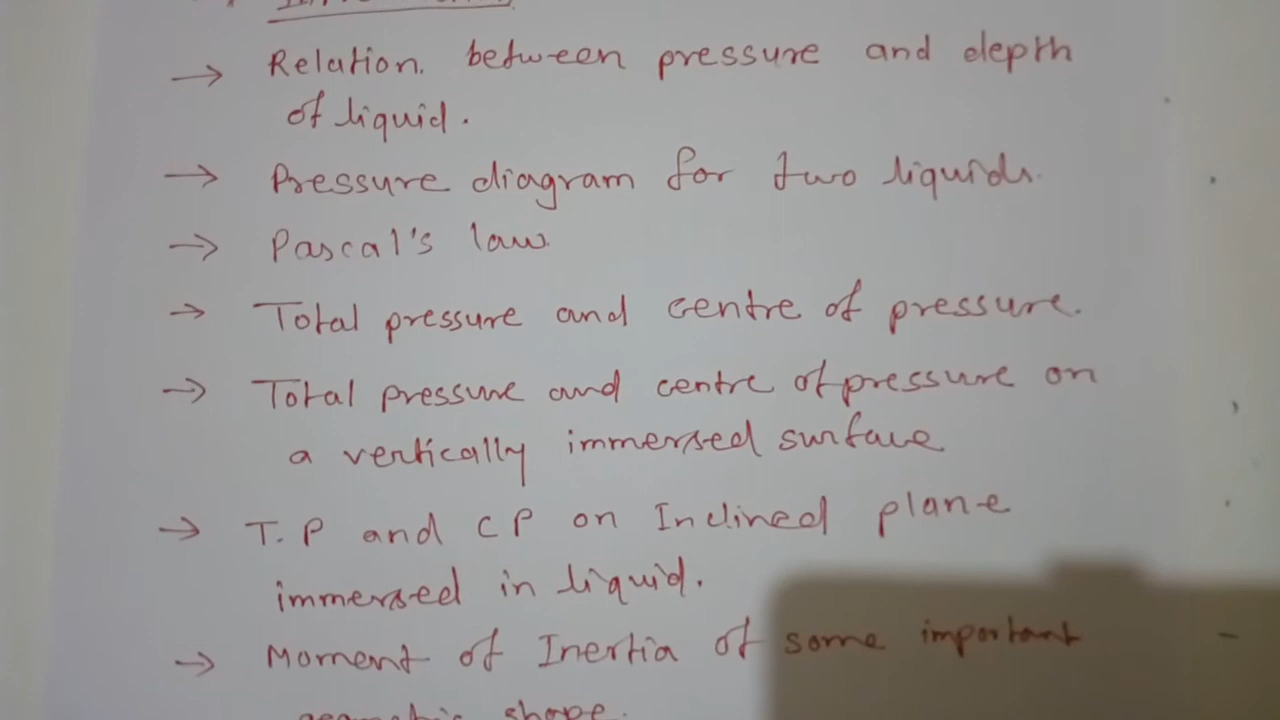 → Relation. between pressure and depth
of liquid.
→ Pressure diagram for two liquids.
→ Pascal's law.
→ Total pressure and centre of pressure.
→ Total pressure and centre of pressure on
a vertically immersed surface
→ T.P and CP on Inclined plane
immersed in liquid.
→ Moment of Inertia of some important
geometric shape.